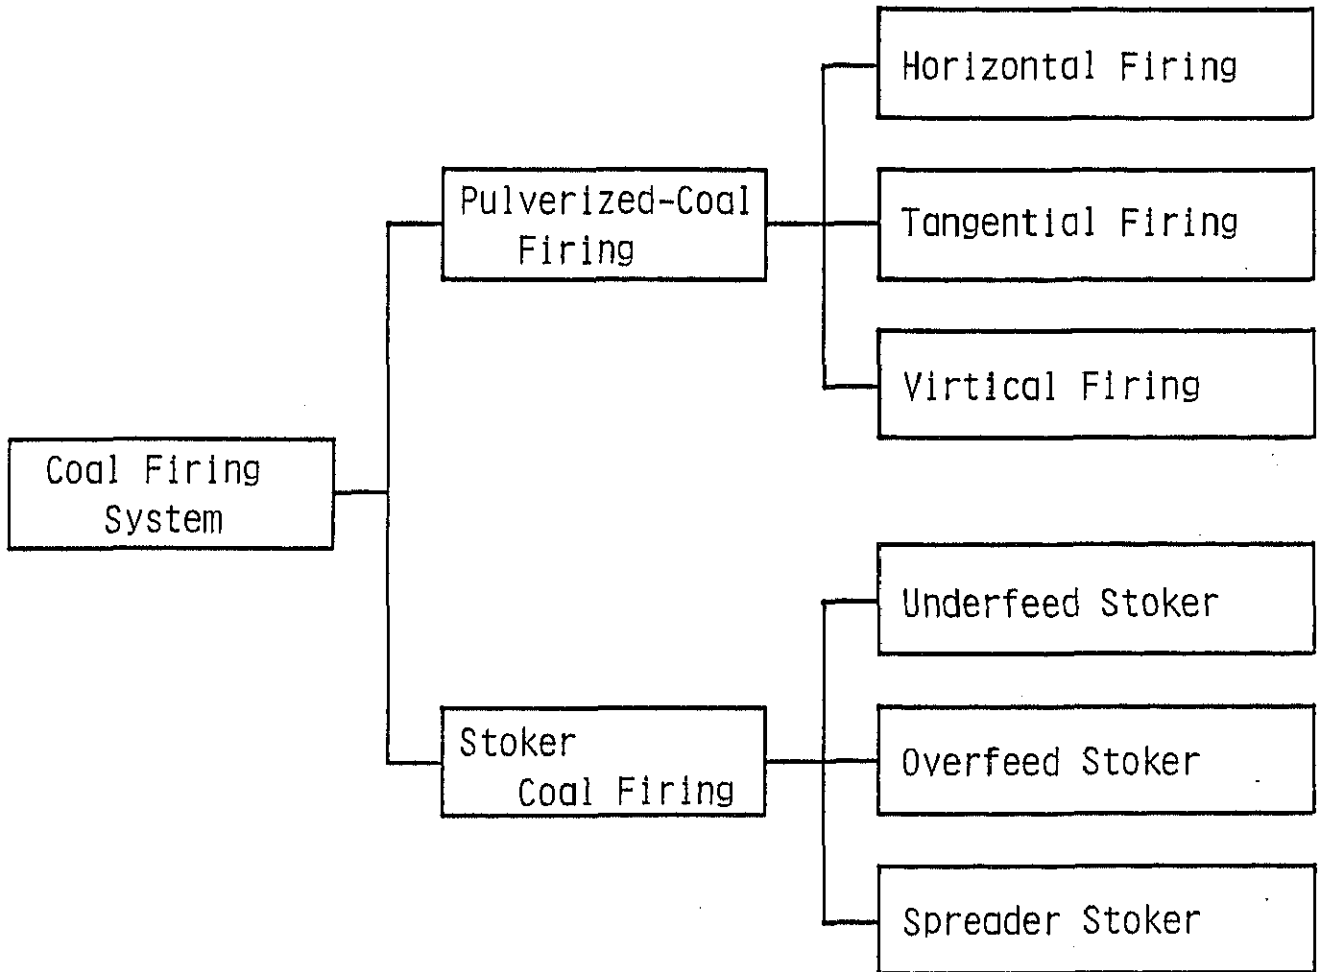 Horizontal Firing
Pulverized-Coal
Firing
Tangential Firing
Virtical Firing
Coal Firing
System
Underfeed Stoker
Stoker
Coal Firing
Overfeed Stoker
Spreader Stoker